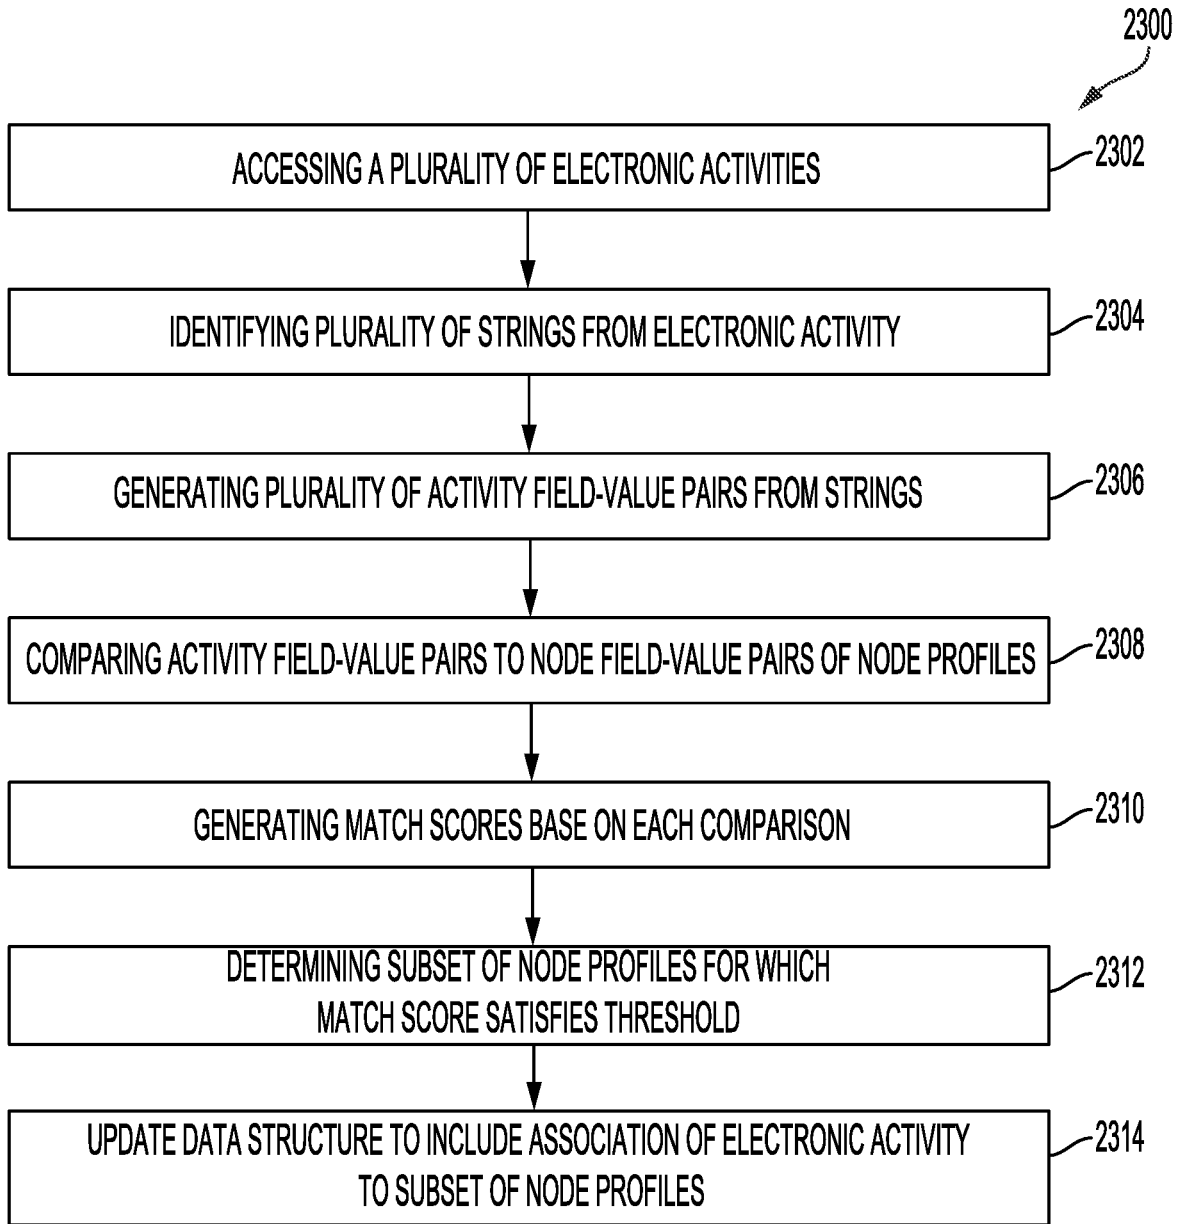 2300
ACCESSING A PLURALITY OF ELECTRONIC ACTIVITIES
2302
IDENTIFYING PLURALITY OF STRINGS FROM ELECTRONIC ACTIVITY
2304
GENERATING PLURALITY OF ACTIVITY FIELD-VALUE PAIRS FROM STRINGS
2306
COMPARING ACTIVITY FIELD-VALUE PAIRS TO NODE FIELD-VALUE PAIRS OF NODE PROFILES
2308
GENERATING MATCH SCORES BASE ON EACH COMPARISON
2310
DETERMINING SUBSET OF NODE PROFILES FOR WHICH
MATCH SCORE SATISFIES THRESHOLD
2312
UPDATE DATA STRUCTURE TO INCLUDE ASSOCIATION OF ELECTRONIC ACTIVITY
TO SUBSET OF NODE PROFILES
2314